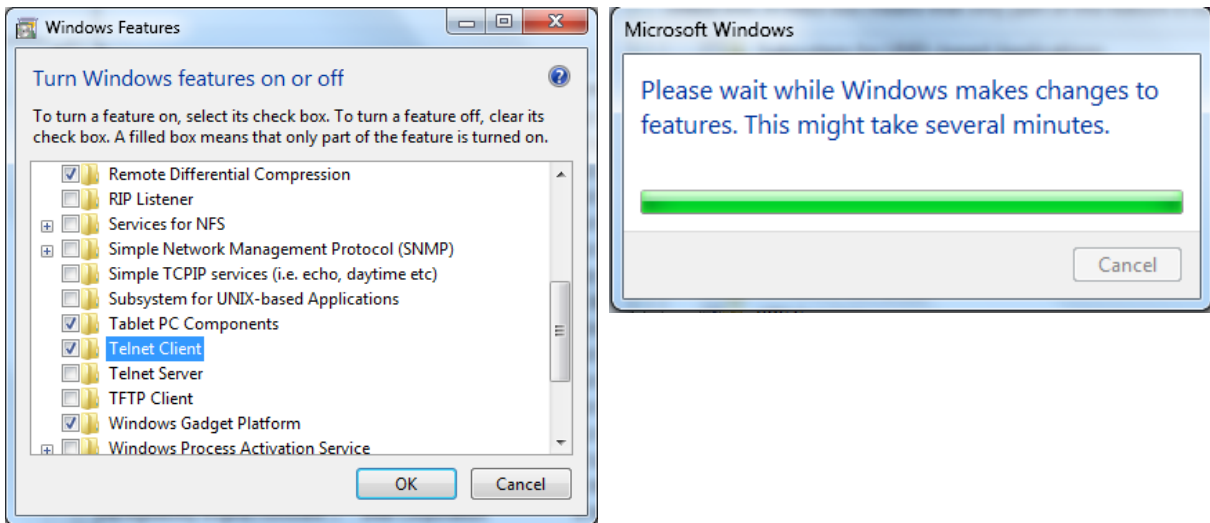 Windows Features
Turn Windows features on or off
To turn a feature on, select its check box. To turn a feature off, clear its
check box. A filled box means that only part of the feature is turned on.
Remote Differential Compression
RIP Listener
Services for NFS
Simple Network Management Protocol (SNMP)
Simple TCPIP services (i.e. echo, daytime etc)
Subsystem for UNIX-based Applications
Tablet PC Components
Telnet Client
Telnet Server
TFTP Client
Windows Gadget Platform
Windows Process Activation Service
OK Cancel
Microsoft Windows
Please wait while Windows makes changes to
features. This might take several minutes.
Cancel